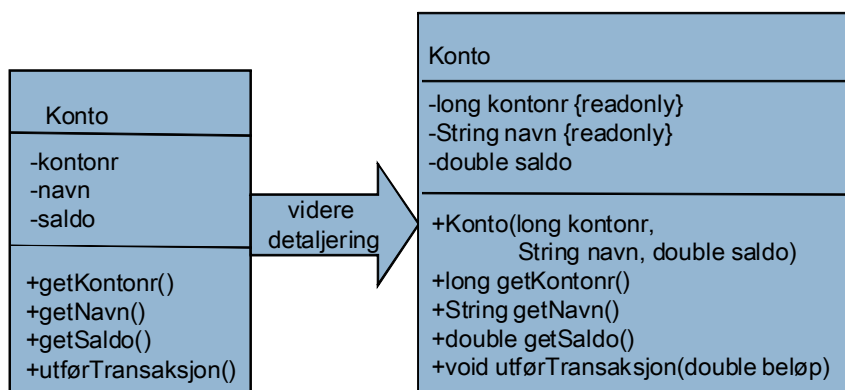 Konto
-kontonr
-navn
-saldo
+getKontonr()
+getNavn()
+getSaldo()
+utførTransaksjon()
videre
detaljering
Konto
-long kontonr {readonly}
-String navn {readonly}
-double saldo
+Konto(long kontonr,
String navn, double saldo)
+long getKontonr()
+String getNavn()
+double getSaldo()
+void utførTransaksjon(double beløp)